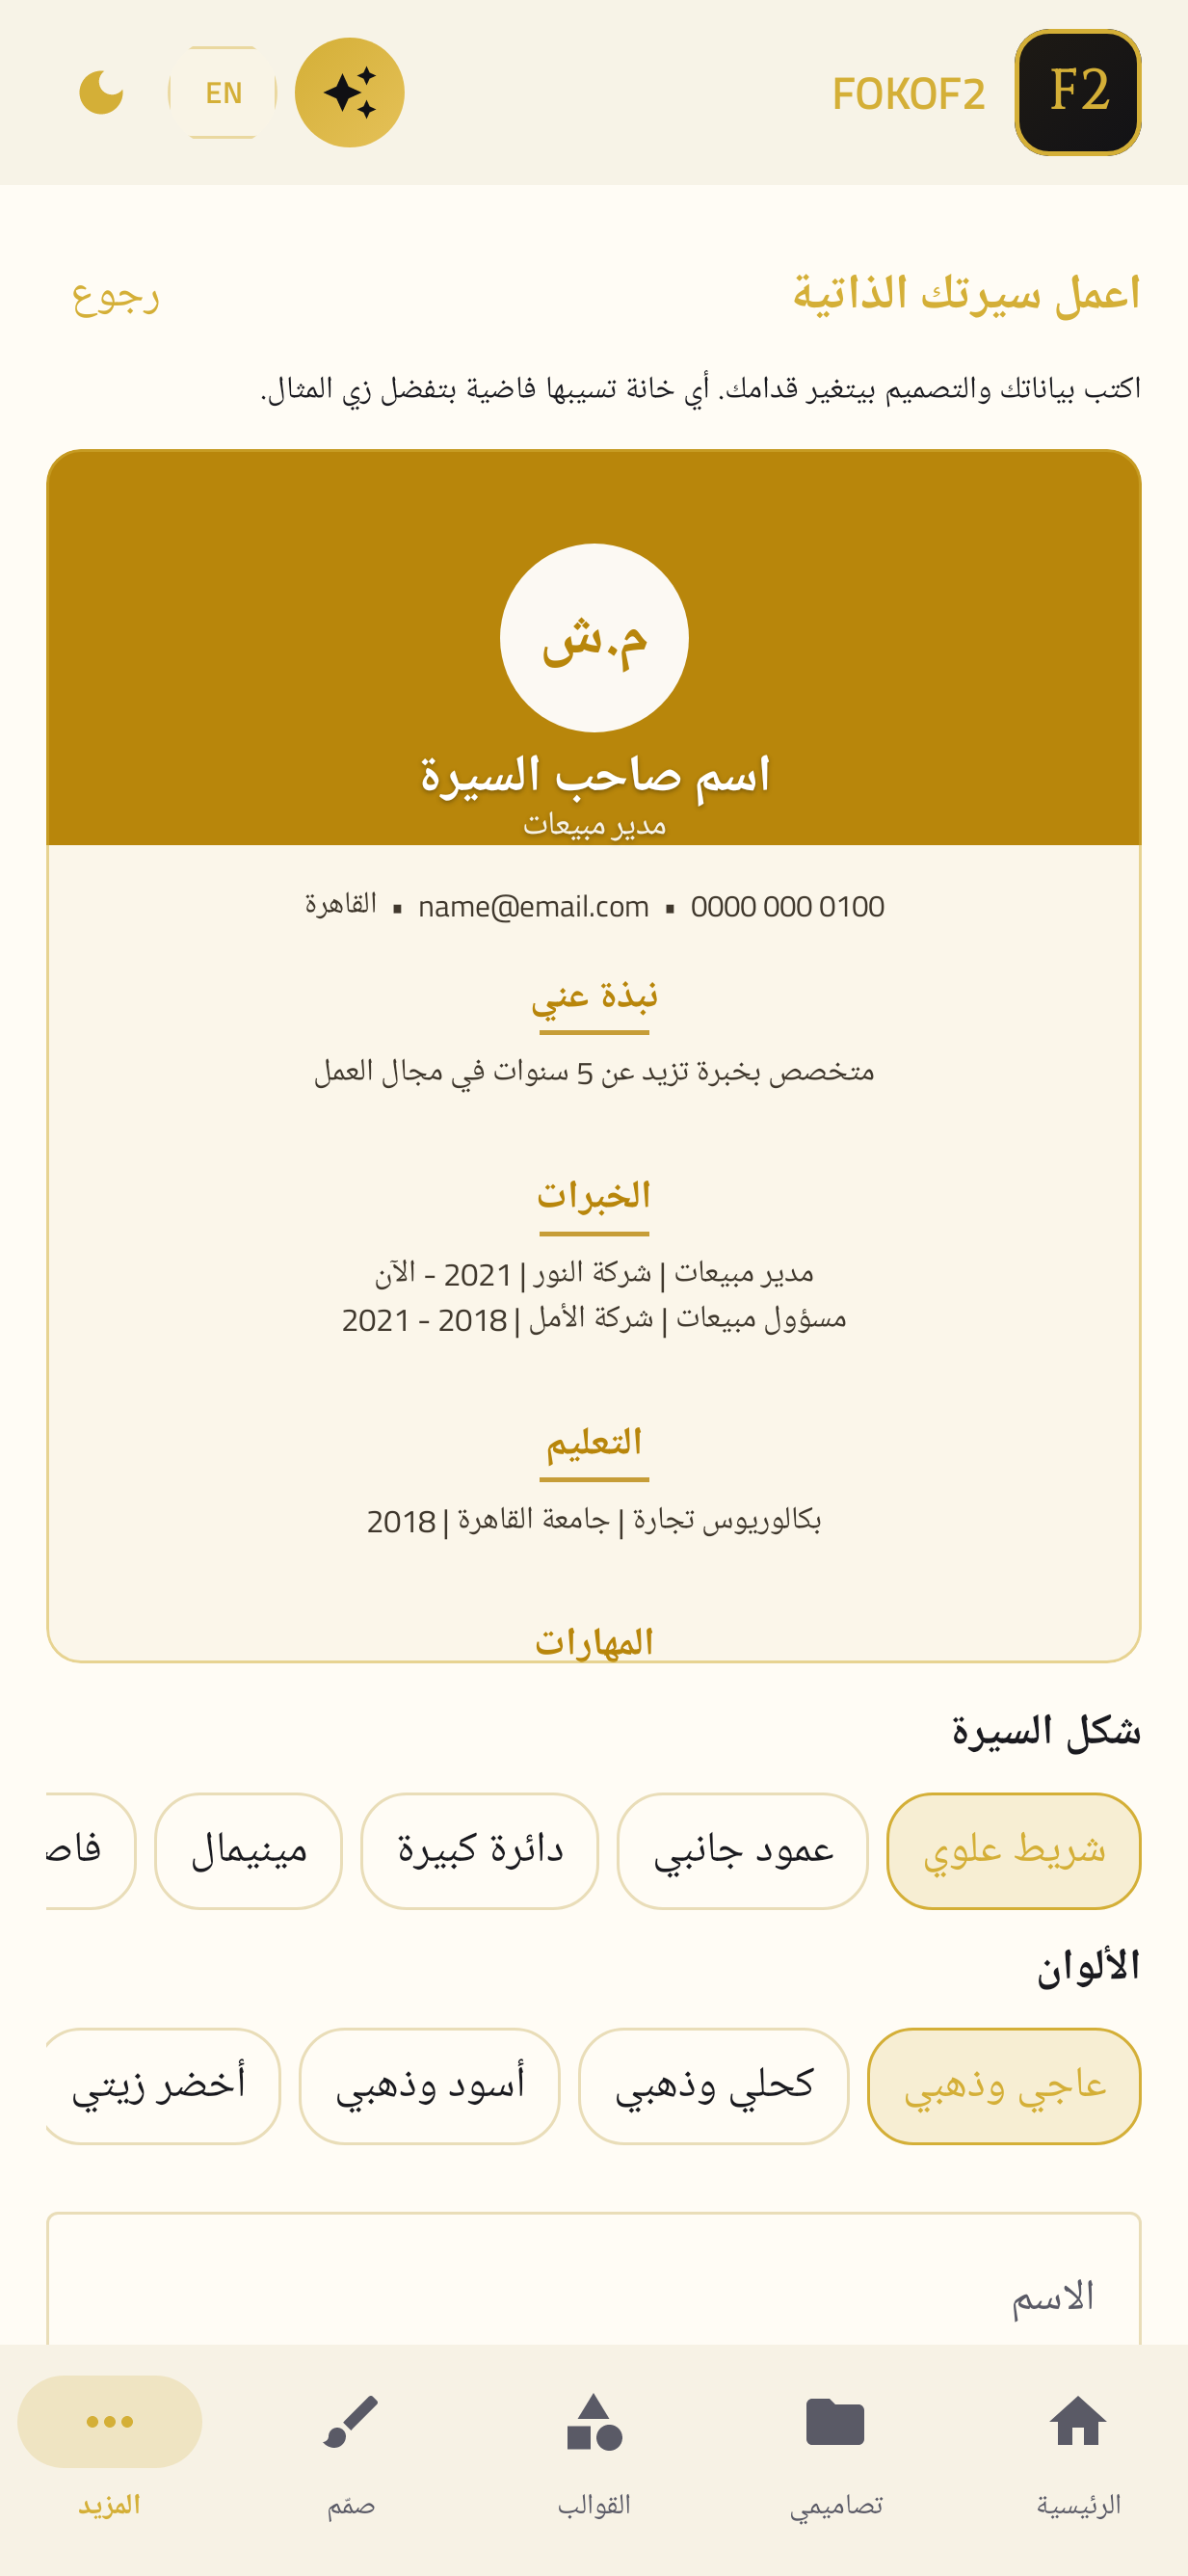 F2
FOKOF2
EN
اعمل سيرتك الذاتية
رجوع
اكتب بياناتك والتصميم بيتغير قدامك. أي خانة تسيبها فاضية بتفضل زي المثال.
م.ش
اسم صاحب السيرة
مدير مبيعات
0100 000 0000 ▪ name@email.com ▪ القاهرة
نبذة عني
متخصص بخبرة تزيد عن 5 سنوات في مجال العمل
الخبرات
مدير مبيعات | شركة النور | 2021 - الآن
مسؤول مبيعات | شركة الأمل | 2018 - 2021
التعليم
بكالوريوس تجارة | جامعة القاهرة | 2018
المهارات
شكل السيرة
شريط علوي
عمود جانبي
دائرة كبيرة
مينيمال
الألوان
عاجي وذهبي
كحلي وذهبي
أسود وذهبي
أخضر زيتي
الاسم
الرئيسية
تصاميمي
القوالب
صمّم
المزيد